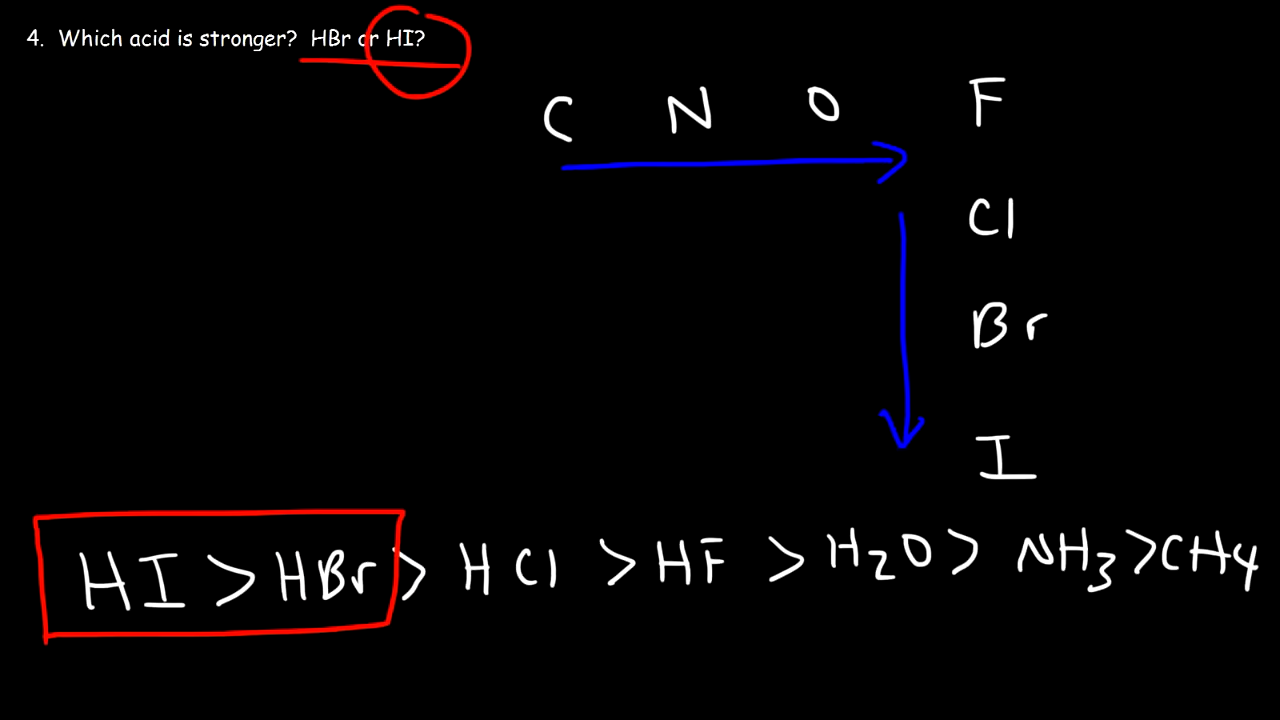 4. Which acid is stronger? HBr or HI?
C N O F
Cl
Br
I
HI > HBr > HCl > HF > H2O > NH3 > CH4